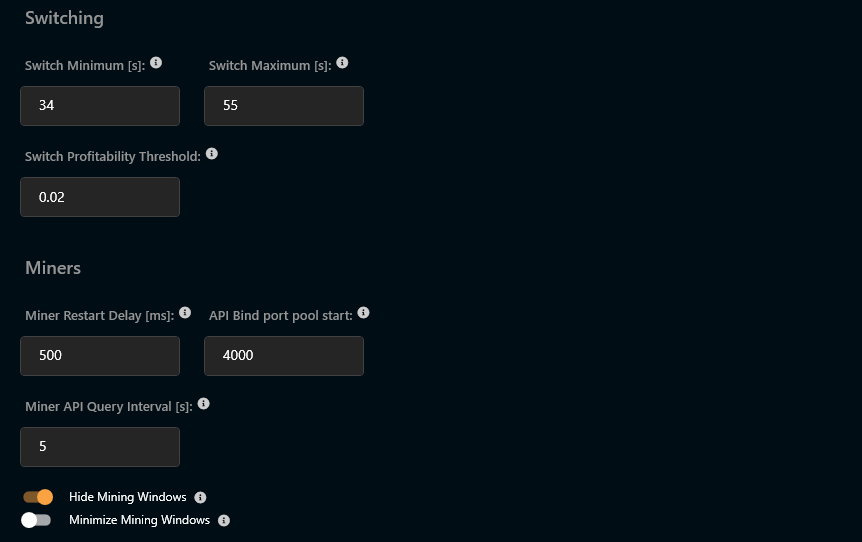 Switching
Switch Minimum [s]: Switch Maximum [s]:
34 55
Switch Profitability Threshold:
0.02
Miners
Miner Restart Delay [ms]: API Bind port pool start:
500 4000
Miner API Query Interval [s]:
5
Hide Mining Windows
Minimize Mining Windows